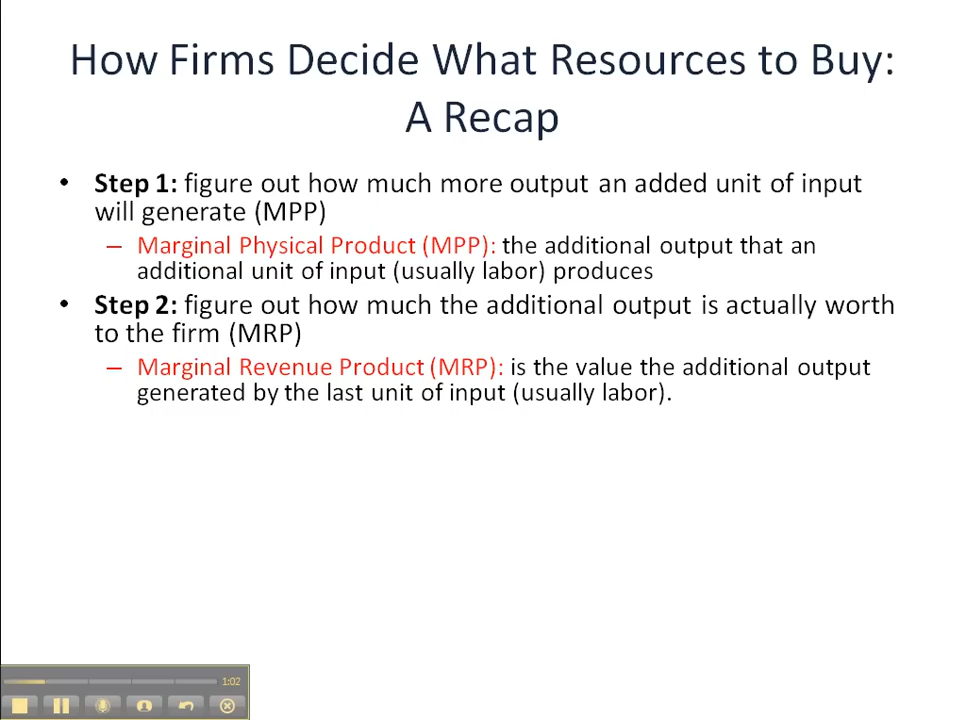 How Firms Decide What Resources to Buy:
A Recap
• Step 1: figure out how much more output an added unit of input
will generate (MPP)
– Marginal Physical Product (MPP): the additional output that an
additional unit of input (usually labor) produces
• Step 2: figure out how much the additional output is actually worth
to the firm (MRP)
– Marginal Revenue Product (MRP): is the value the additional output
generated by the last unit of input (usually labor).
1:02